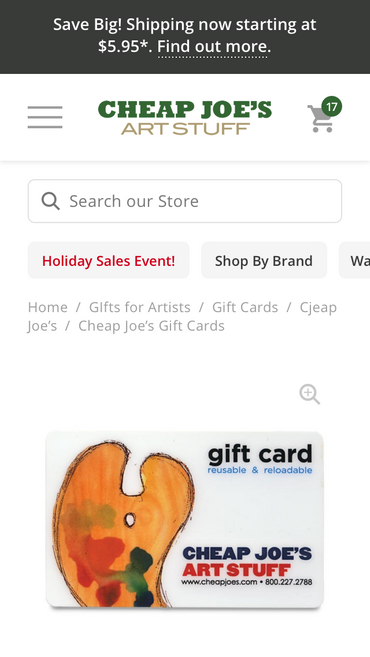 Save Big! Shipping now starting at
$5.95*. Find out more.
CHEAP JOE'S
ART STUFF
17
Search our Store
Holiday Sales Event!
Shop By Brand
Wa
Home / GIfts for Artists / Gift Cards / Cjeap
Joe's / Cheap Joe's Gift Cards
gift card
reusable & reloadable
CHEAP JOE'S
ART STUFF
www.cheapjoes.com • 800.227.2788